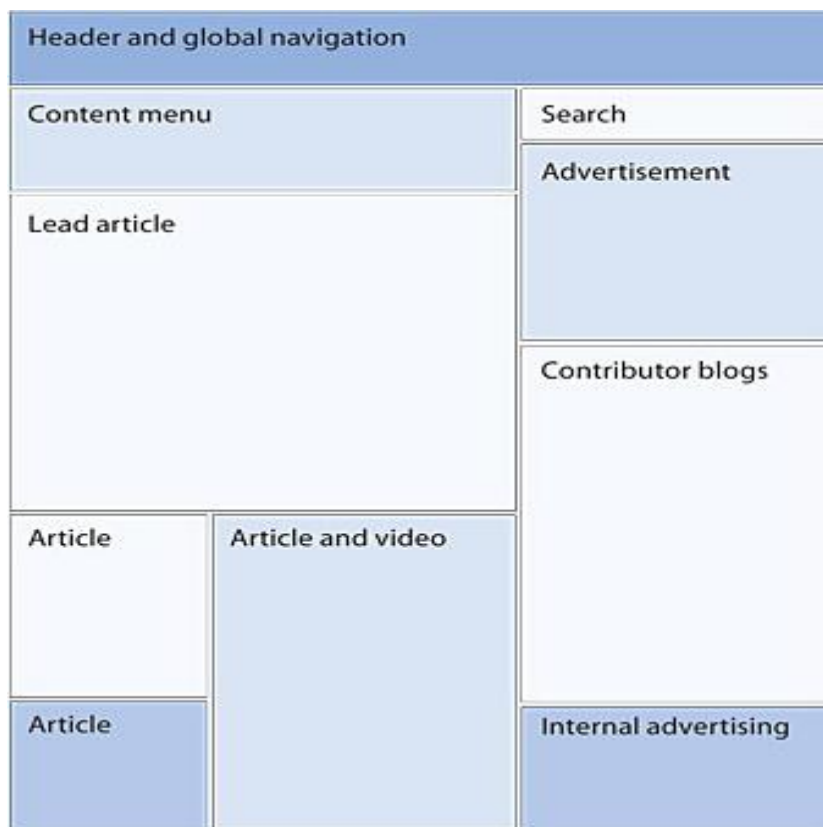 Header and global navigation
Content menu
Search
Advertisement
Lead article
Contributor blogs
Article
Article and video
Article
Internal advertising